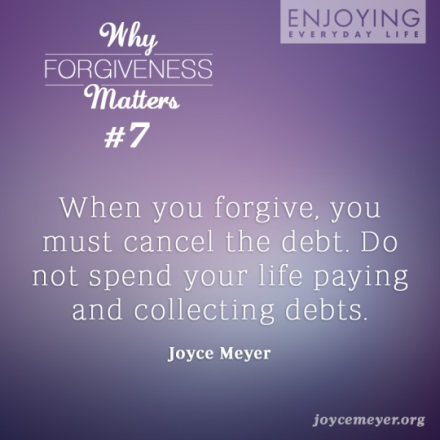 Why
FORGIVENESS
Matters
#7
ENJOYING
EVERYDAY LIFE
When you forgive, you
must cancel the debt. Do
not spend your life paying
and collecting debts.
Joyce Meyer
joycemeyer.org